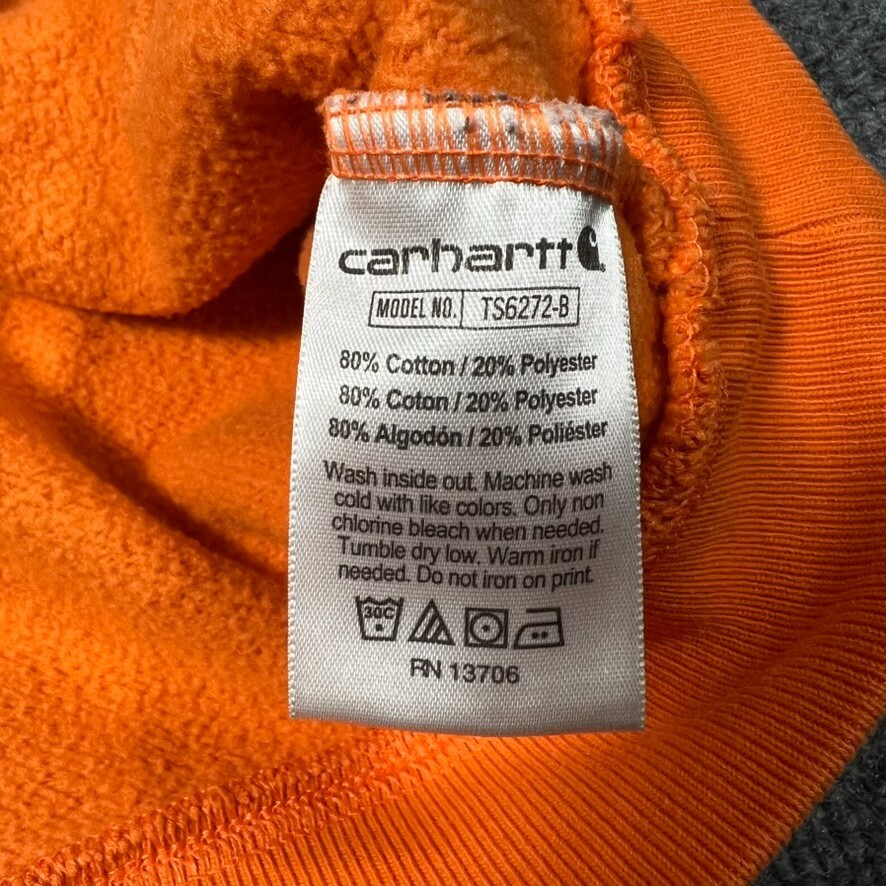 carhartt
MODEL NO. TS6272-B
80% Cotton / 20% Polyester
80% Coton / 20% Polyester
80% Algodón / 20% Poliéster
Wash inside out. Machine wash
cold with like colors. Only non
chlorine bleach when needed.
Tumble dry low. Warm iron if
needed. Do not iron on print.
30C
RN 13706